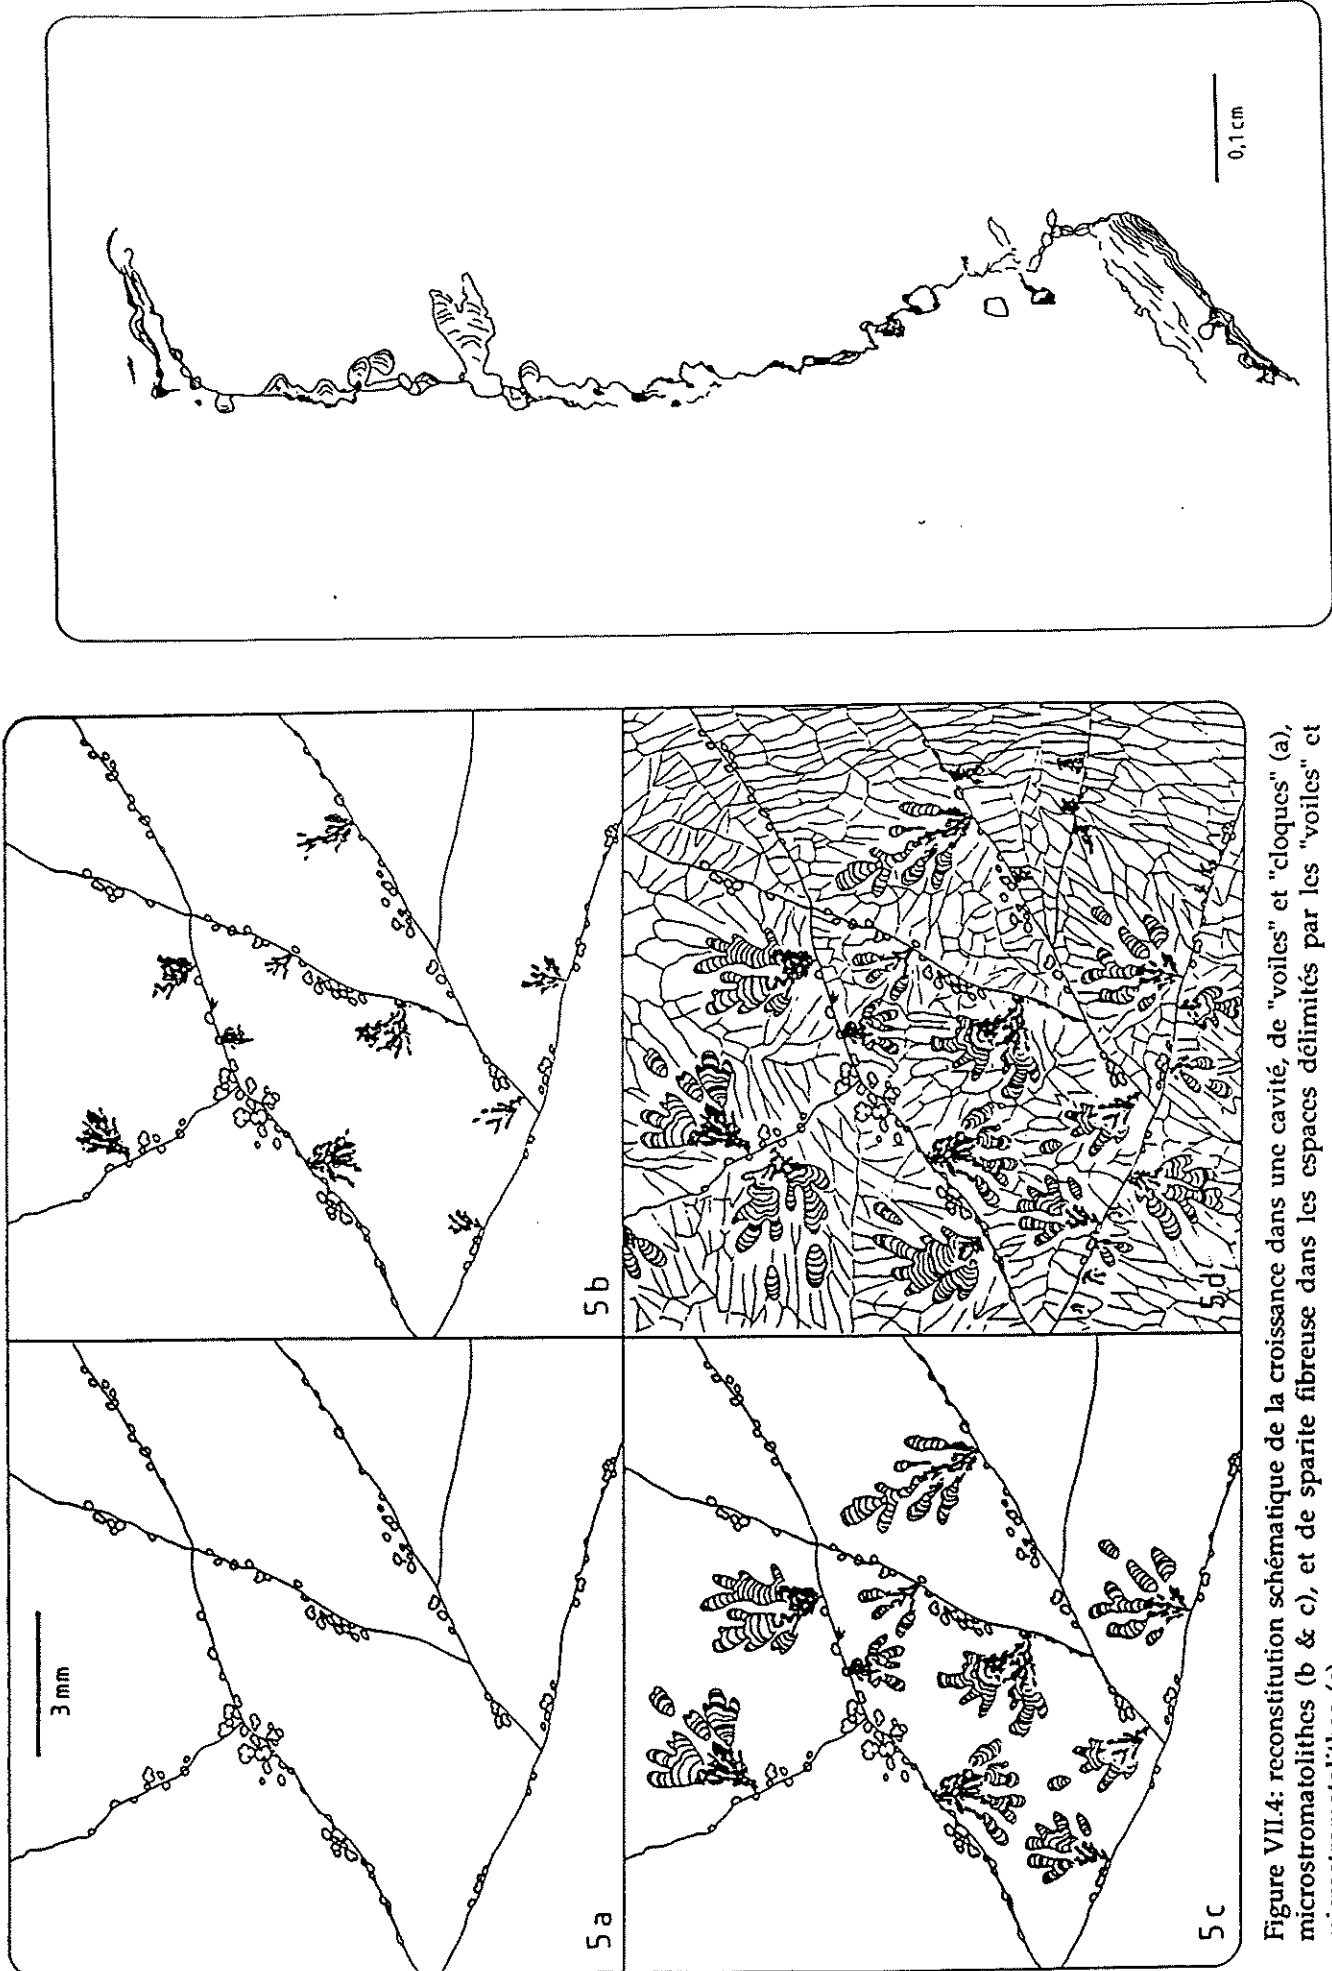 3 mm
5a
5b
5c
5d
0,1 cm
Figure VII.4: reconstitution schématique de la croissance dans une cavité, de "voiles" et "cloques" (a),
microstromatolithes (b & c), et de sparite fibreuse dans les espaces délimités par les "voiles" et